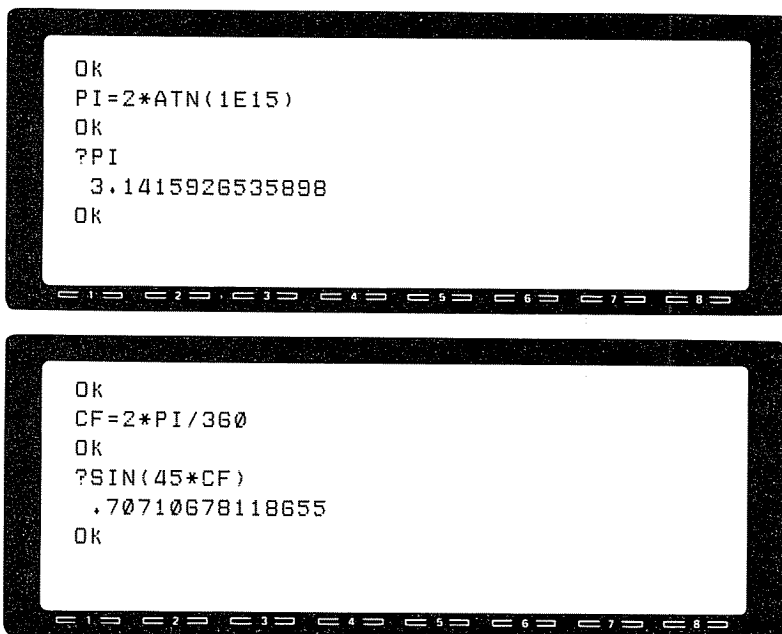 Ok
PI=2*ATN(1E15)
Ok
?PI
3.1415926535898
Ok
1 2 3 4 5 6 7 8
Ok
CF=2*PI/360
Ok
?SIN(45*CF)
.70710678118655
Ok
1 2 3 4 5 6 7 8